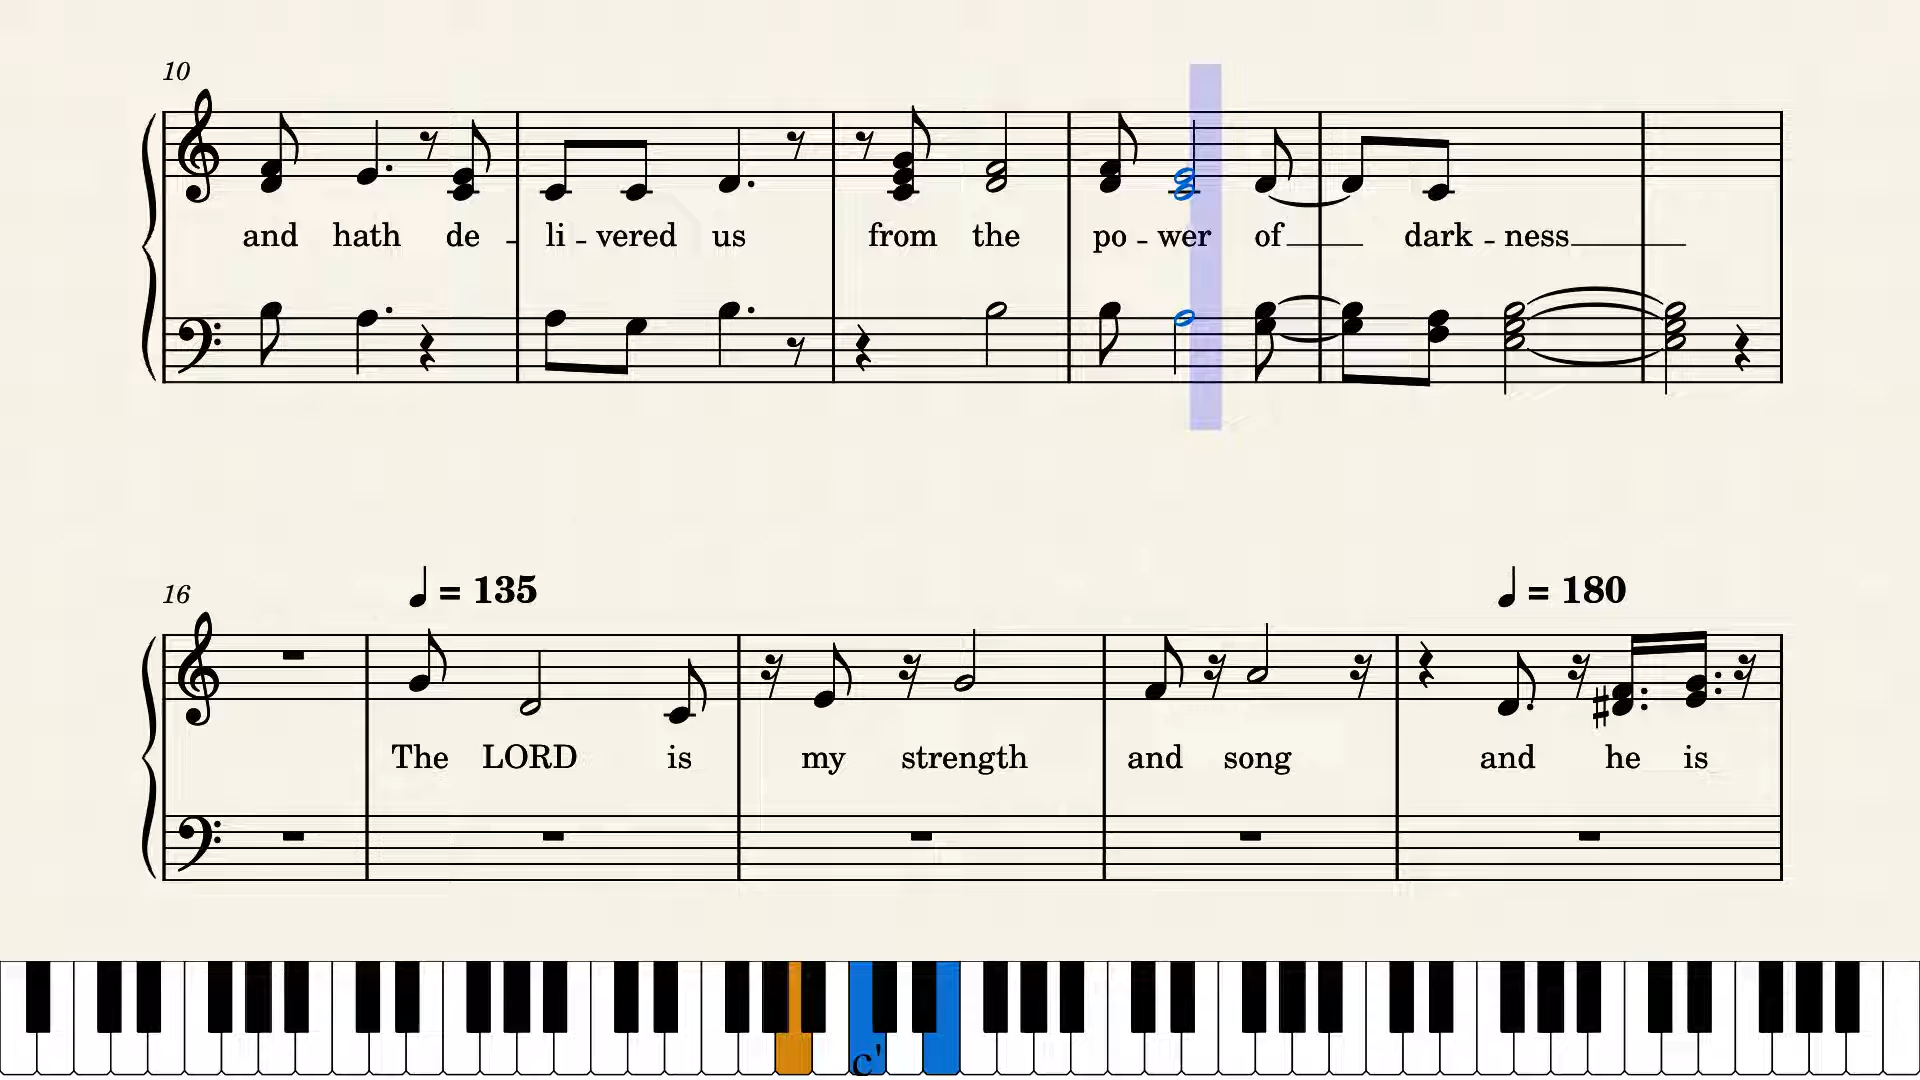 10
and hath de - li - vered us from the po - wer of dark - ness
16
= 135
= 180
The LORD is my strength and song and he is
c'